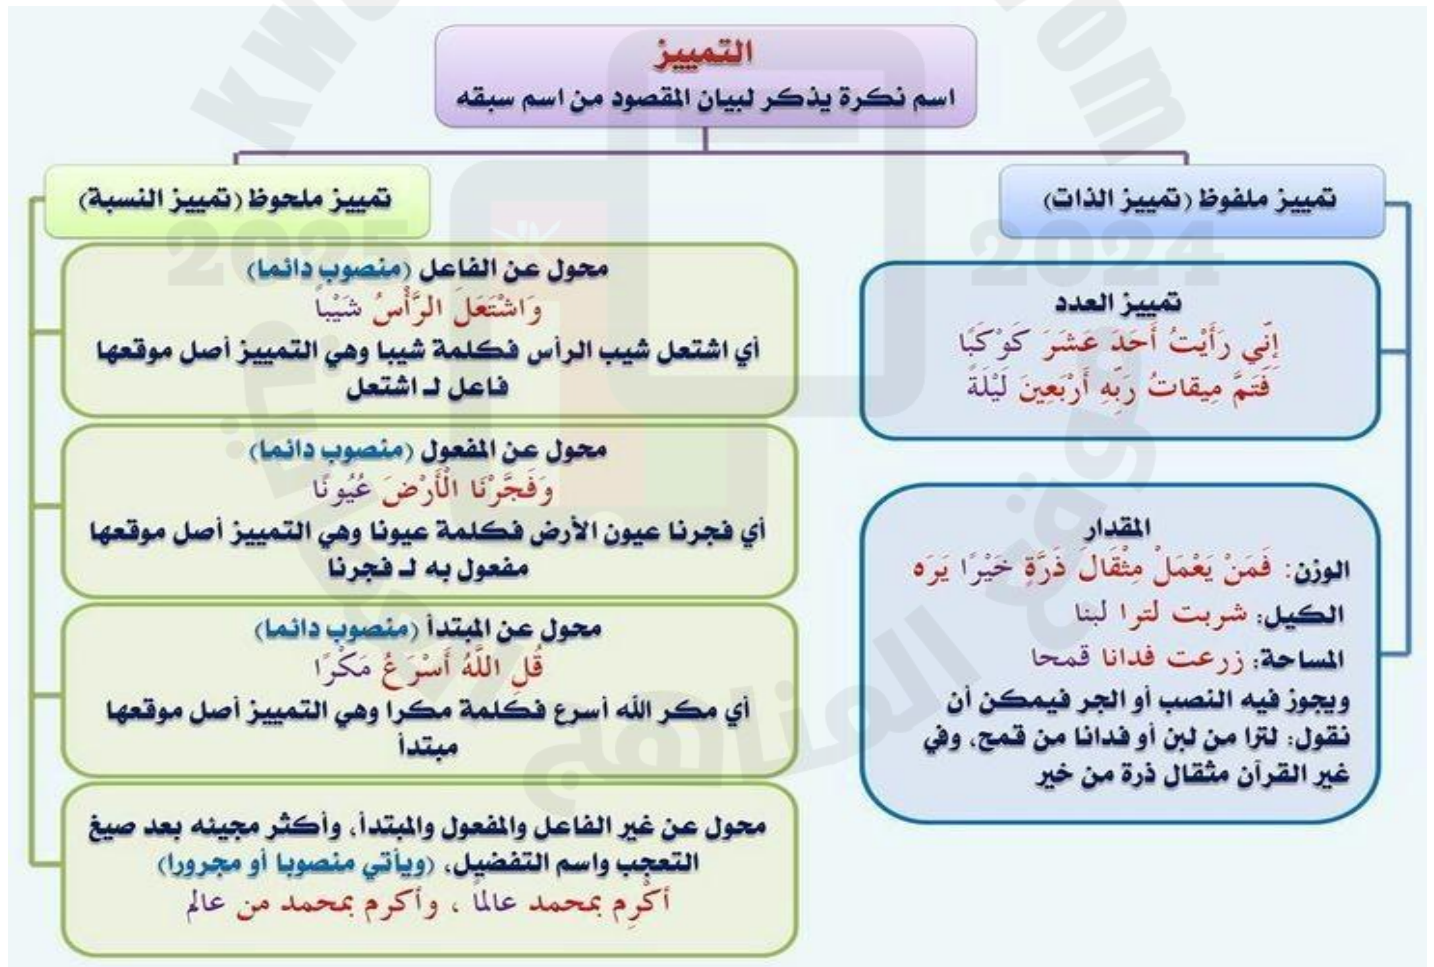 التمييز
اسم نكرة يذكر لبيان المقصود من اسم سبقه
تمييز ملفوظ (تمييز الذات)
تمييز العدد
إِنِّي رَأَيْتُ أَحَدَ عَشَرَ كَوْكَبًا
فَتَمَّ مِيقاتُ رَبِّهِ أَرْبَعِينَ لَيْلَةً
المقدار
الوزن: فَمَنْ يَعْمَلْ مِثْقَالَ ذَرَّةٍ خَيْرًا يَرَه
الكيل: شربت لترا لبنا
المساحة: زرعت فدانا قمحا
ويجوز فيه النصب أو الجر فيمكن أن
نقول: لترا من لبن أو فدانا من قمح، وفي
غير القرآن مثقال ذرة من خير
تمييز ملحوظ (تمييز النسبة)
محول عن الفاعل (منصوب دائما)
وَاشْتَعَلَ الرَّأْسُ شَيْباً
أي اشتعل شيب الرأس فكلمة شيبا وهي التمييز أصل موقعها
فاعل لـ اشتعل
محول عن المفعول (منصوب دائما)
وَفَجَّرْنَا الْأَرْضَ عُيُونًا
أي فجرنا عيون الأرض فكلمة عيونا وهي التمييز أصل موقعها
مفعول به لـ فجرنا
محول عن المبتدأ (منصوب دائما)
قُلِ اللَّهُ أَسْرَعُ مَكْرًا
أي مكر الله أسرع فكلمة مكرا وهي التمييز أصل موقعها
مبتدأ
محول عن غير الفاعل والمفعول والمبتدأ، وأكثر مجيئه بعد صيغ
التعجب واسم التفضيل، (ويأتي منصوبا أو مجرورا)
أكْرِم بمحمد عالماً ، وأكرم بمحمد من عالم
2025
2024
موقع المناهج